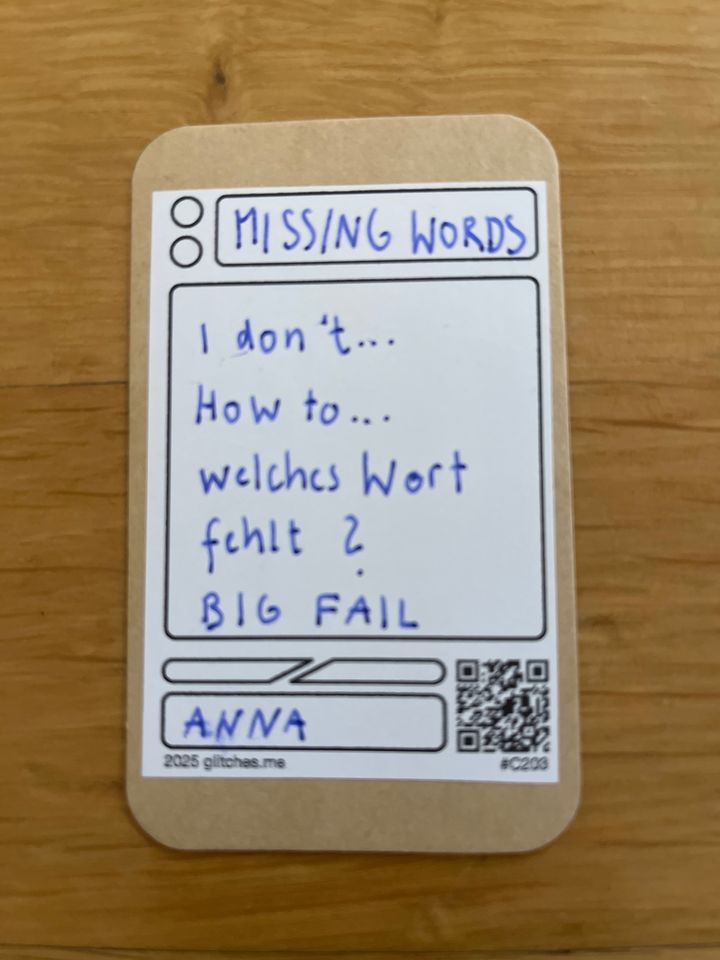 MISSING WORDS
I don't...
How to...
welches Wort
fehlt ?
BIG FAIL
ANNA
2025 glitches.me
#C203